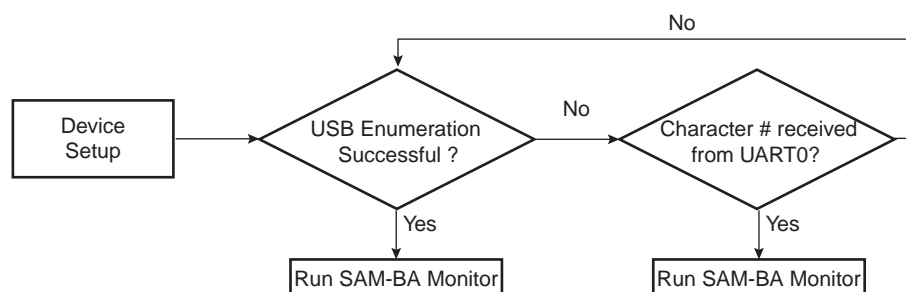 No
Device
Setup
USB Enumeration
Successful ?
No
Character # received
from UART0?
Yes
Yes
Run SAM-BA Monitor
Run SAM-BA Monitor